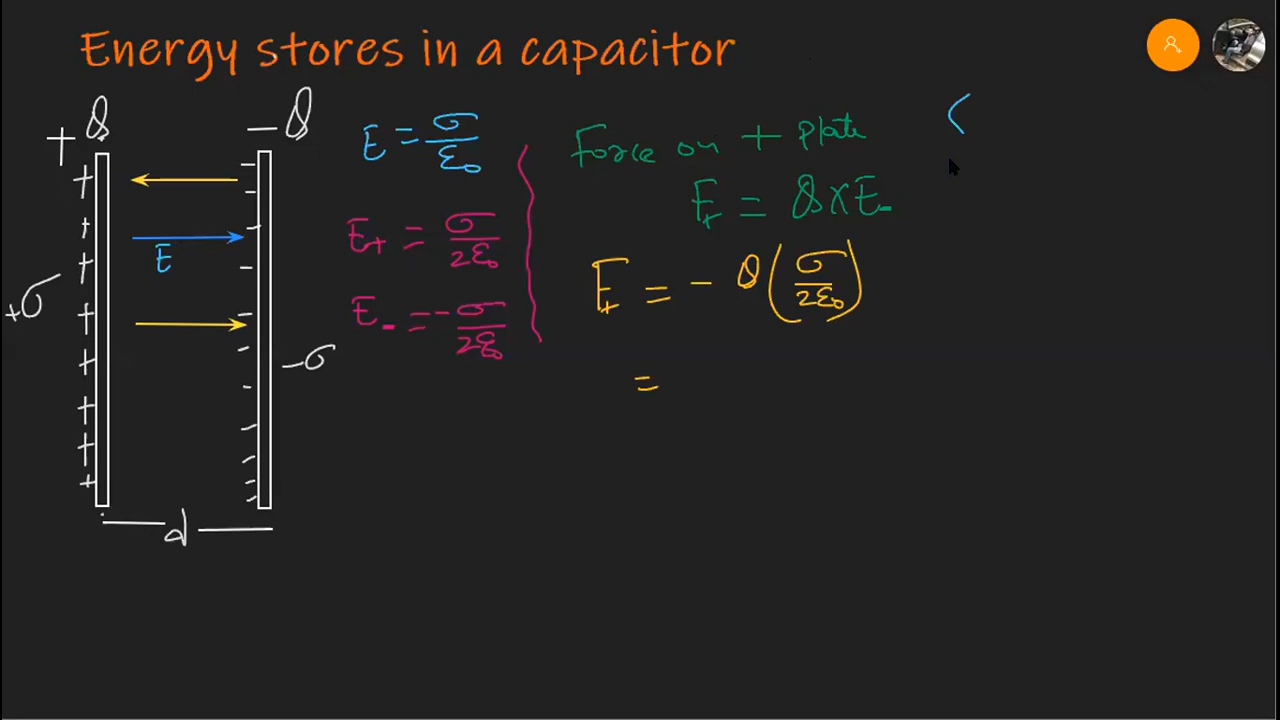 Energy stores in a capacitor
+Q
-Q
+σ
-σ
E
d
E = σ/ε₀
E₊ = σ/2ε₀
E₋ = -σ/2ε₀
Force on + plate
F₊ = Q×E₋
F₊ = -Q(σ/2ε₀)
=